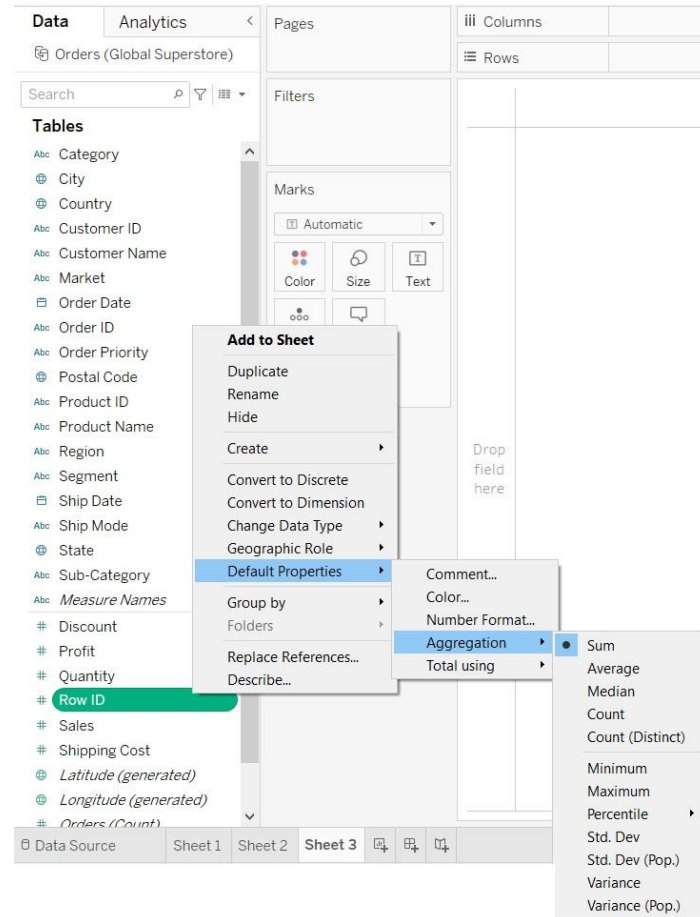 Data
Analytics
Pages
Columns
Orders (Global Superstore)
Rows
Search
Filters
Tables
Abc Category
City
Country
Abc Customer ID
Abc Customer Name
Abc Market
Order Date
Abc Order ID
Abc Order Priority
Postal Code
Abc Product ID
Abc Product Name
Abc Region
Abc Segment
Ship Date
Abc Ship Mode
State
Abc Sub-Category
Abc Measure Names
# Discount
# Profit
# Quantity
# Row ID
# Sales
# Shipping Cost
Latitude (generated)
Longitude (generated)
# Orders (Count)
Marks
T Automatic
Color
Size
T
Text
Add to Sheet
Duplicate
Rename
Hide
Create
Convert to Discrete
Convert to Dimension
Change Data Type
Geographic Role
Default Properties
Group by
Folders
Replace References...
Describe...
Drop
field
here
Comment...
Color...
Number Format...
Aggregation
Total using
Sum
Average
Median
Count
Count (Distinct)
Minimum
Maximum
Percentile
Std. Dev
Std. Dev (Pop.)
Variance
Variance (Pop.)
Data Source
Sheet 1
Sheet 2
Sheet 3